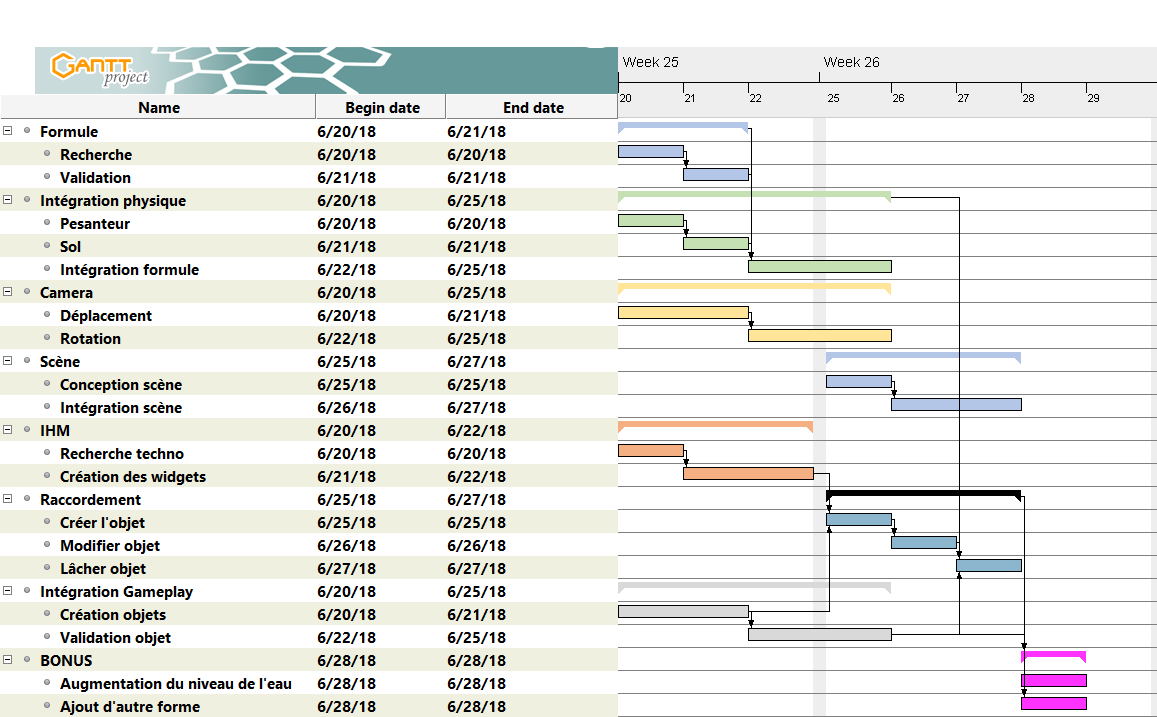 GANTT project
Week 25 Week 26
20 21 22 25 26 27 28 29
Name Begin date End date
Formule 6/20/18 6/21/18
Recherche 6/20/18 6/20/18
Validation 6/21/18 6/21/18
Intégration physique 6/20/18 6/25/18
Pesanteur 6/20/18 6/20/18
Sol 6/21/18 6/21/18
Intégration formule 6/22/18 6/25/18
Camera 6/20/18 6/25/18
Déplacement 6/20/18 6/21/18
Rotation 6/22/18 6/25/18
Scène 6/25/18 6/27/18
Conception scène 6/25/18 6/25/18
Intégration scène 6/26/18 6/27/18
IHM 6/20/18 6/22/18
Recherche techno 6/20/18 6/20/18
Création des widgets 6/21/18 6/22/18
Raccordement 6/25/18 6/27/18
Créer l'objet 6/25/18 6/25/18
Modifier objet 6/26/18 6/26/18
Lâcher objet 6/27/18 6/27/18
Intégration Gameplay 6/20/18 6/25/18
Création objets 6/20/18 6/21/18
Validation objet 6/22/18 6/25/18
BONUS 6/28/18 6/28/18
Augmentation du niveau de l'eau 6/28/18 6/28/18
Ajout d'autre forme 6/28/18 6/28/18